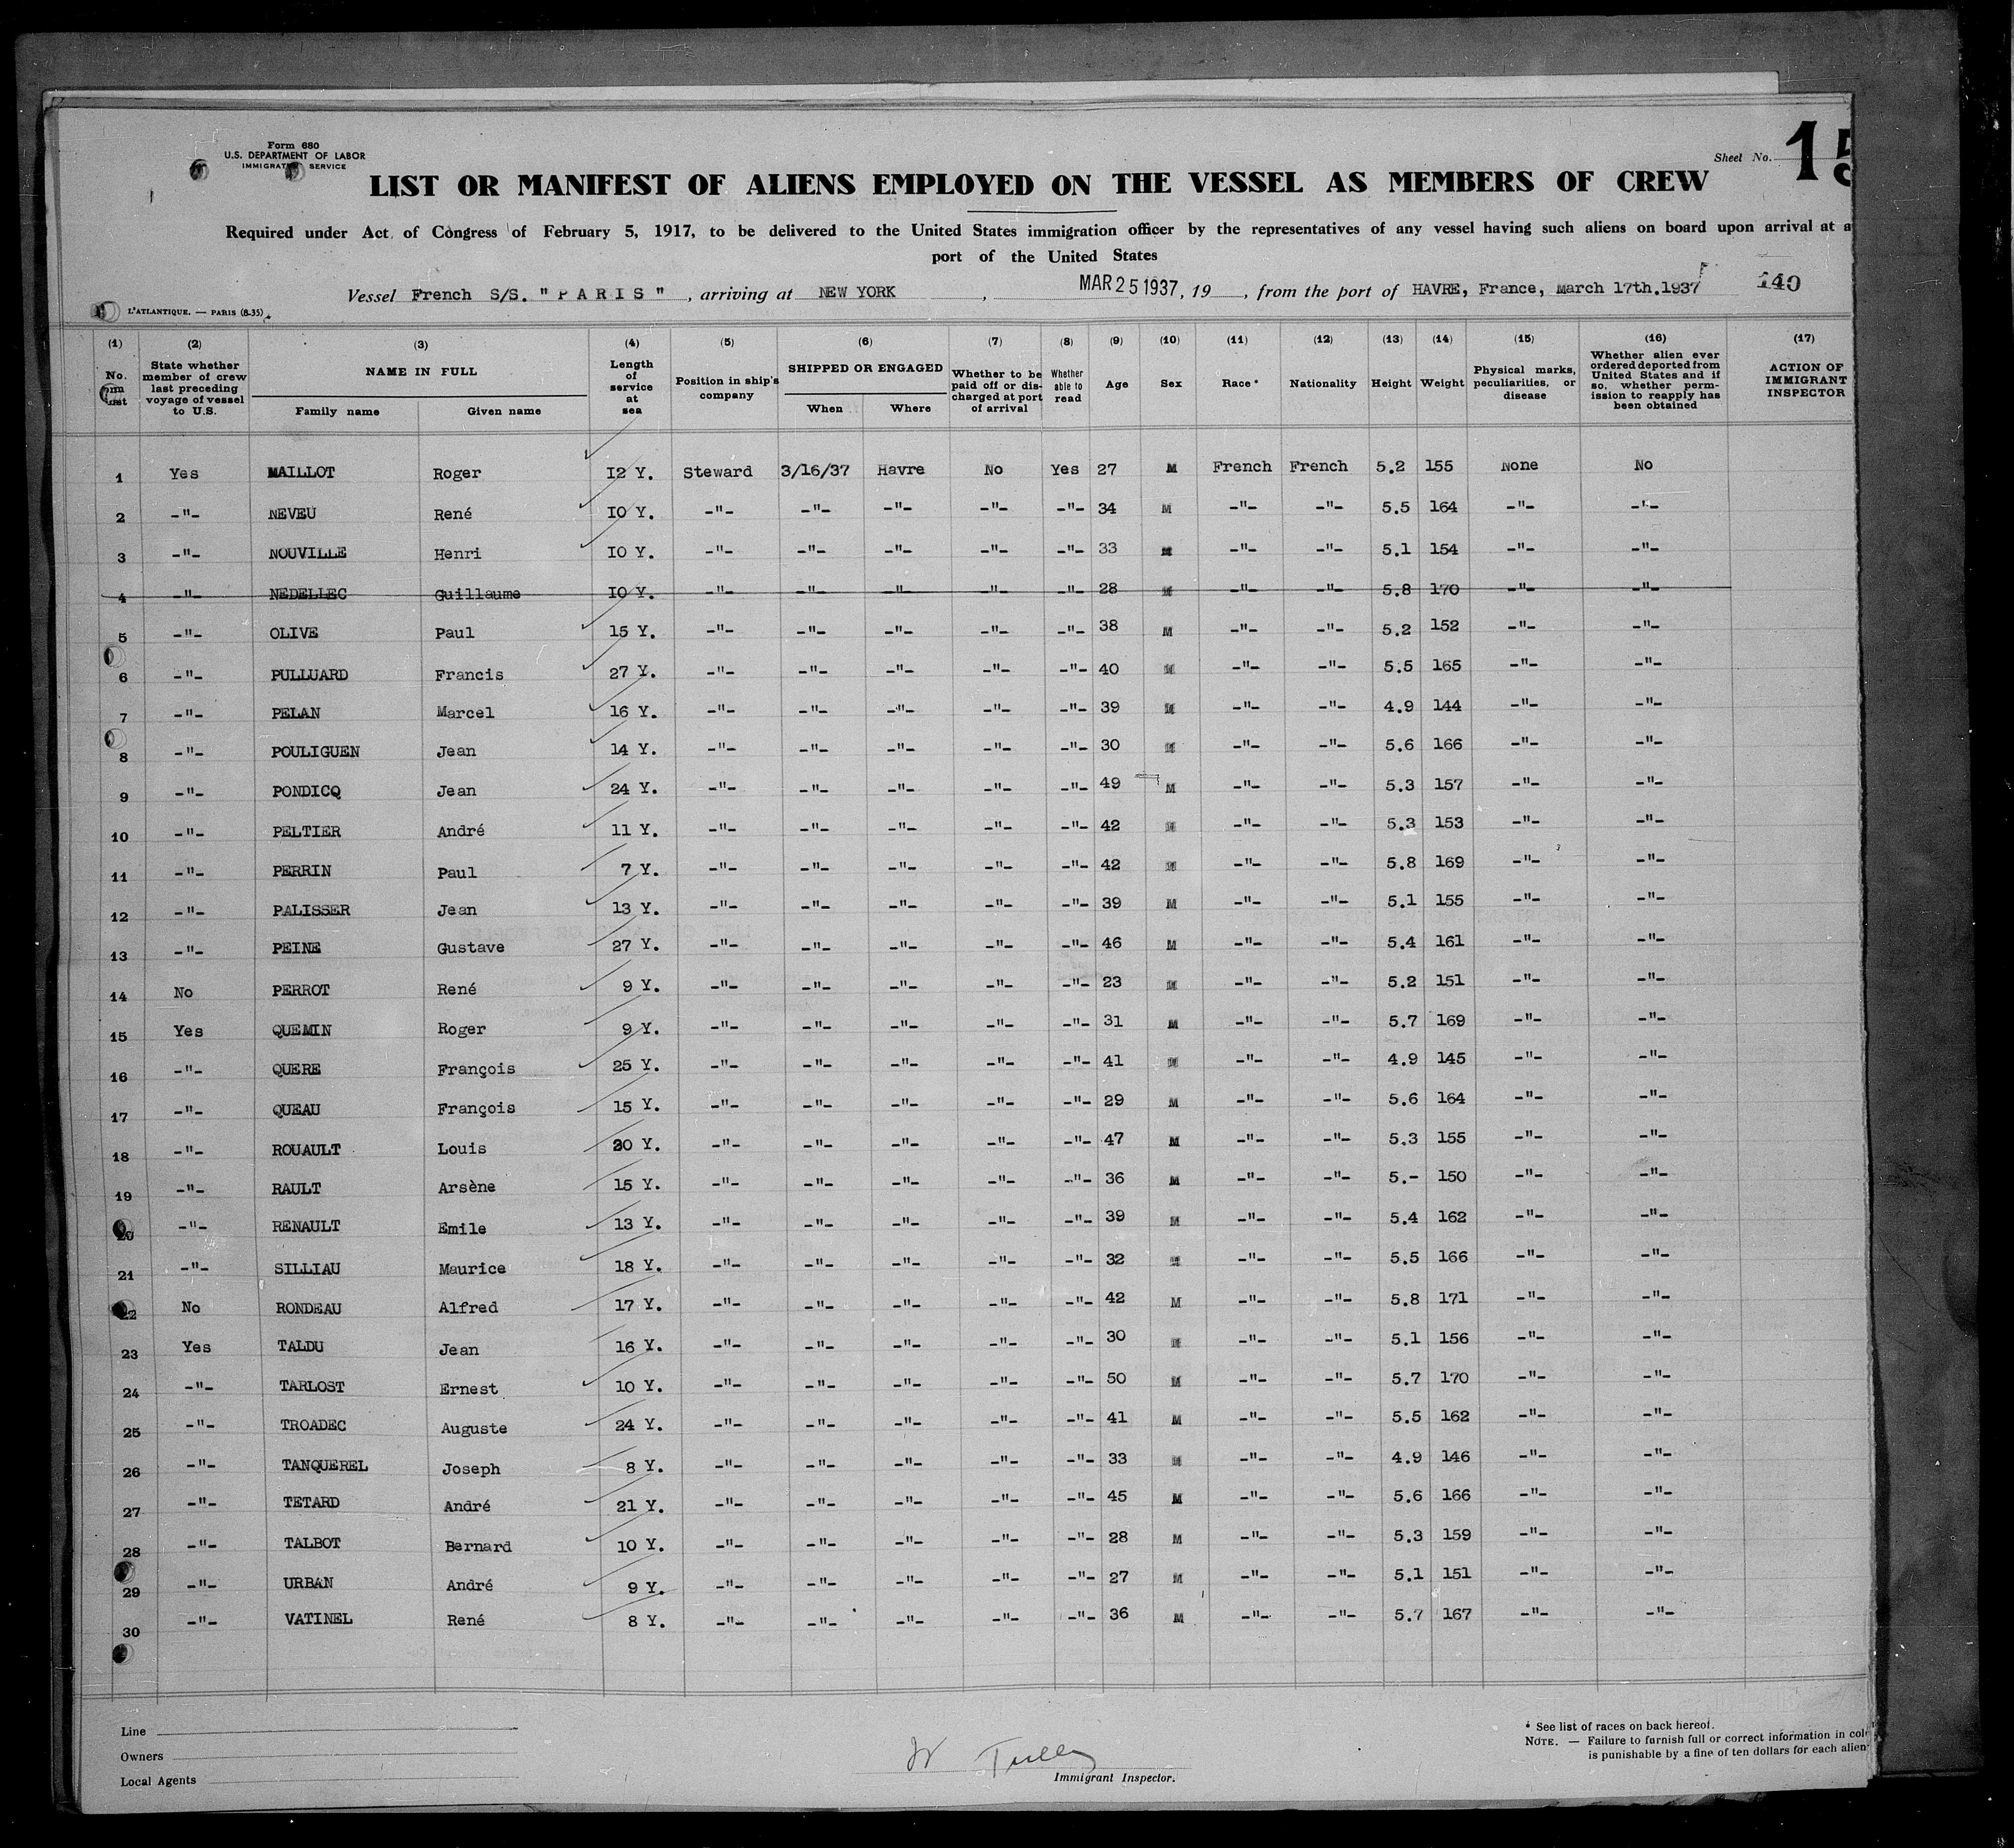 Form 680
U.S. DEPARTMENT OF LABOR
IMMIGRATION SERVICE
Sheet No. 15
LIST OR MANIFEST OF ALIENS EMPLOYED ON THE VESSEL AS MEMBERS OF CREW
Required under Act of Congress of February 5, 1917, to be delivered to the United States immigration officer by the representatives of any vessel having such aliens on board upon arrival at a
port of the United States
Vessel French S/S. "PARIS", arriving at NEW YORK, MAR 25 1937, 19, from the port of HAVRE, France, March 17th.1937 140
L'ATLANTIQUE. — PARIS (8-35)
(1) (2) (3) (4) (5) (6) (7) (8) (9) (10) (11) (12) (13) (14) (15) (16) (17)
No. State whether member of crew last preceding voyage of vessel to U.S. NAME IN FULL Family name Given name Length of service at sea Position in ship's company SHIPPED OR ENGAGED When Where Whether to be paid off or discharged at port of arrival Whether able to read Age Sex Race * Nationality Height Weight Physical marks, peculiarities, or disease Whether alien ever ordered deported from United States and if so, whether permission to reapply has been obtained ACTION OF IMMIGRANT INSPECTOR
1 Yes MAILLOT Roger 12 Y. Steward 3/16/37 Havre No Yes 27 M French French 5.2 155 None No
2 -"- NEVEU René 10 Y. -"- -"- -"- -"- -"- 34 M -"- -"- 5.5 164 -"- -"-
3 -"- NOUVILLE Henri 10 Y. -"- -"- -"- -"- -"- 33 M -"- -"- 5.1 154 -"- -"-
4 -"- NEDELLEC Guillaume 10 Y. -"- -"- -"- -"- -"- 28 M -"- -"- 5.8 170 -"- -"-
5 -"- OLIVE Paul 15 Y. -"- -"- -"- -"- -"- 38 M -"- -"- 5.2 152 -"- -"-
6 -"- PULLUARD Francis 27 Y. -"- -"- -"- -"- -"- 40 M -"- -"- 5.5 165 -"- -"-
7 -"- PELAN Marcel 16 Y. -"- -"- -"- -"- -"- 39 M -"- -"- 4.9 144 -"- -"-
8 -"- POULIGUEN Jean 14 Y. -"- -"- -"- -"- -"- 30 M -"- -"- 5.6 166 -"- -"-
9 -"- PONDICQ Jean 24 Y. -"- -"- -"- -"- -"- 49 M -"- -"- 5.3 157 -"- -"-
10 -"- PELTIER André 11 Y. -"- -"- -"- -"- -"- 42 M -"- -"- 5.3 153 -"- -"-
11 -"- PERRIN Paul 7 Y. -"- -"- -"- -"- -"- 42 M -"- -"- 5.8 169 -"- -"-
12 -"- PALISSER Jean 13 Y. -"- -"- -"- -"- -"- 39 M -"- -"- 5.1 155 -"- -"-
13 -"- PEINE Gustave 27 Y. -"- -"- -"- -"- -"- 46 M -"- -"- 5.4 161 -"- -"-
14 No PERROT René 9 Y. -"- -"- -"- -"- -"- 23 M -"- -"- 5.2 151 -"- -"-
15 Yes QUEMIN Roger 9 Y. -"- -"- -"- -"- -"- 31 M -"- -"- 5.7 169 -"- -"-
16 -"- QUERE François 25 Y. -"- -"- -"- -"- -"- 41 M -"- -"- 4.9 145 -"- -"-
17 -"- QUEAU François 15 Y. -"- -"- -"- -"- -"- 29 M -"- -"- 5.6 164 -"- -"-
18 -"- ROUAULT Louis 20 Y. -"- -"- -"- -"- -"- 47 M -"- -"- 5.3 155 -"- -"-
19 -"- RAULT Arsène 15 Y. -"- -"- -"- -"- -"- 36 M -"- -"- 5.- 150 -"- -"-
20 -"- RENAULT Emile 13 Y. -"- -"- -"- -"- -"- 39 M -"- -"- 5.4 162 -"- -"-
21 -"- SILLIAU Maurice 18 Y. -"- -"- -"- -"- -"- 32 M -"- -"- 5.5 166 -"- -"-
22 No RONDEAU Alfred 17 Y. -"- -"- -"- -"- -"- 42 M -"- -"- 5.8 171 -"- -"-
23 Yes TALDU Jean 16 Y. -"- -"- -"- -"- -"- 30 M -"- -"- 5.1 156 -"- -"-
24 -"- TARLOST Ernest 10 Y. -"- -"- -"- -"- -"- 50 M -"- -"- 5.7 170 -"- -"-
25 -"- TROADEC Auguste 24 Y. -"- -"- -"- -"- -"- 41 M -"- -"- 5.5 162 -"- -"-
26 -"- TANQUEREL Joseph 8 Y. -"- -"- -"- -"- -"- 33 M -"- -"- 4.9 146 -"- -"-
27 -"- TETARD André 21 Y. -"- -"- -"- -"- -"- 45 M -"- -"- 5.6 166 -"- -"-
28 -"- TALBOT Bernard 10 Y. -"- -"- -"- -"- -"- 28 M -"- -"- 5.3 159 -"- -"-
29 -"- URBAN André 9 Y. -"- -"- -"- -"- -"- 27 M -"- -"- 5.1 151 -"- -"-
30 -"- VATINEL René 8 Y. -"- -"- -"- -"- -"- 36 M -"- -"- 5.7 167 -"- -"-
Line
Owners
Local Agents
W Tully
Immigrant Inspector.
* See list of races on back hereof.
NOTE. — Failure to furnish full or correct information in col
is punishable by a fine of ten dollars for each alien